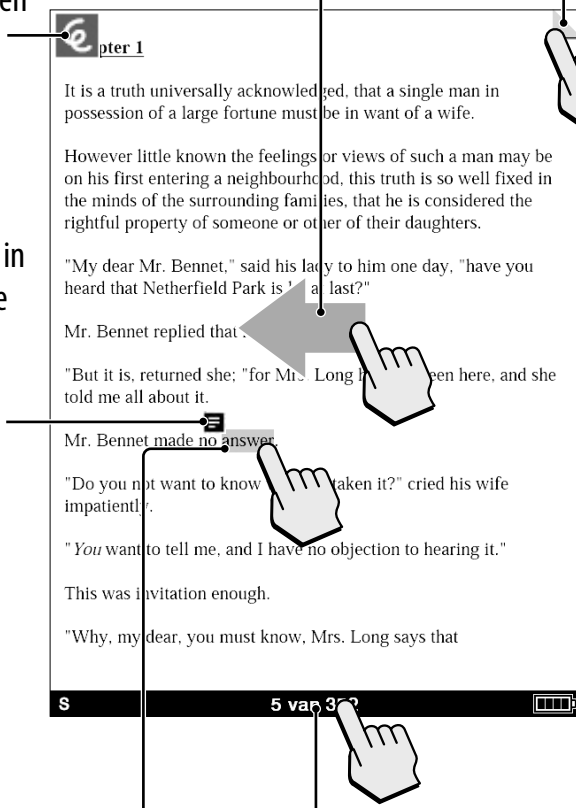 en
pter 1
It is a truth universally acknowledged, that a single man in
possession of a large fortune must be in want of a wife.
However little known the feelings or views of such a man may be
on his first entering a neighbourhood, this truth is so well fixed in
the minds of the surrounding families, that he is considered the
rightful property of someone or other of their daughters.
in
"My dear Mr. Bennet," said his lady to him one day, "have you
e
heard that Netherfield Park is at last?"
Mr. Bennet replied that
"But it is, returned she; "for Mrs. Long een here, and she
told me all about it.
Mr. Bennet made no answer.
"Do you not want to know taken it?" cried his wife
impatiently.
"You want to tell me, and I have no objection to hearing it."
This was invitation enough.
"Why, my dear, you must know, Mrs. Long says that
S 5 van